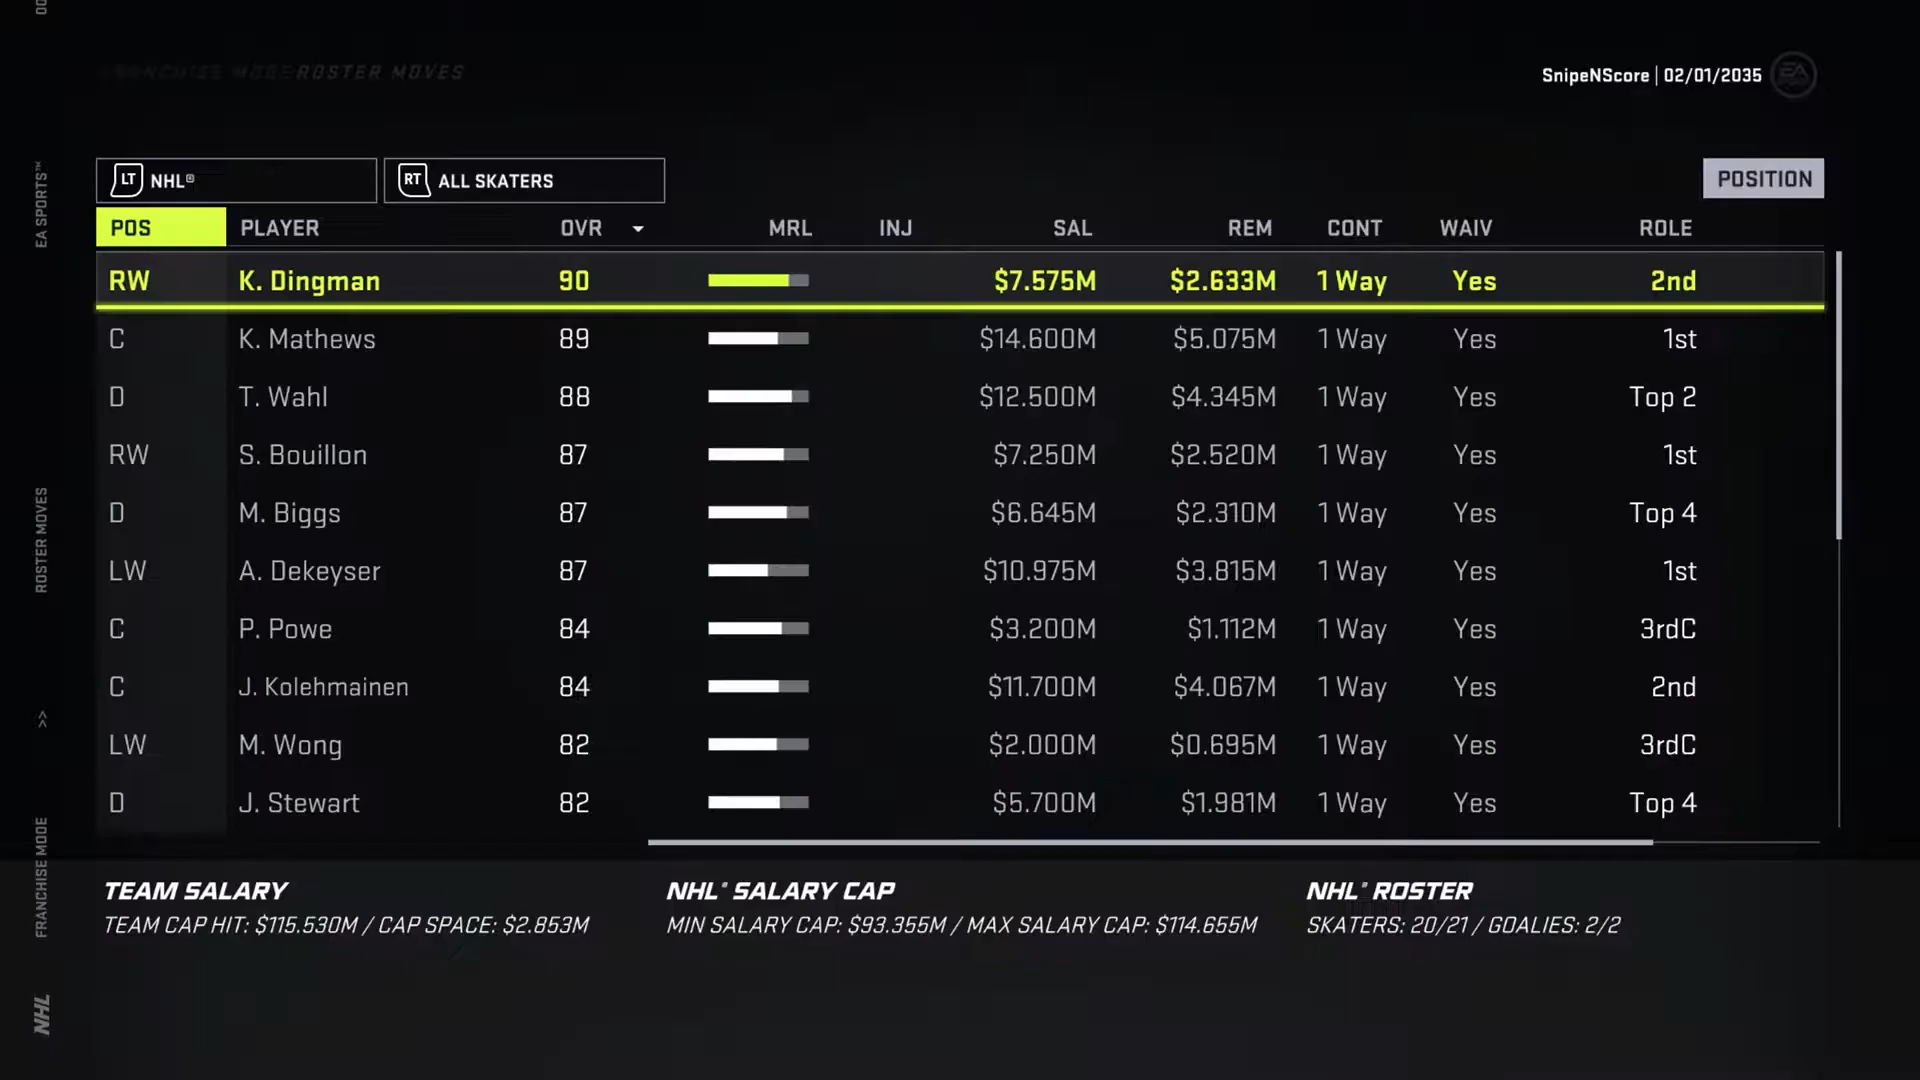 FRANCHISE MODE ROSTER MOVES
SnipeNScore | 02/01/2035
EA
LT NHL® RT ALL SKATERS
POSITION
POS PLAYER OVR MRL INJ SAL REM CONT WAIV ROLE
RW K. Dingman 90 $7.575M $2.633M 1 Way Yes 2nd
C K. Mathews 89 $14.600M $5.075M 1 Way Yes 1st
D T. Wahl 88 $12.500M $4.345M 1 Way Yes Top 2
RW S. Bouillon 87 $7.250M $2.520M 1 Way Yes 1st
D M. Biggs 87 $6.645M $2.310M 1 Way Yes Top 4
LW A. Dekeyser 87 $10.975M $3.815M 1 Way Yes 1st
C P. Powe 84 $3.200M $1.112M 1 Way Yes 3rdC
C J. Kolehmainen 84 $11.700M $4.067M 1 Way Yes 2nd
LW M. Wong 82 $2.000M $0.695M 1 Way Yes 3rdC
D J. Stewart 82 $5.700M $1.981M 1 Way Yes Top 4
TEAM SALARY
TEAM CAP HIT: $115.530M / CAP SPACE: $2.853M
NHL® SALARY CAP
MIN SALARY CAP: $93.355M / MAX SALARY CAP: $114.655M
NHL® ROSTER
SKATERS: 20/21 / GOALIES: 2/2
NHL FRANCHISE MODE >> ROSTER MOVES EA SPORTS™